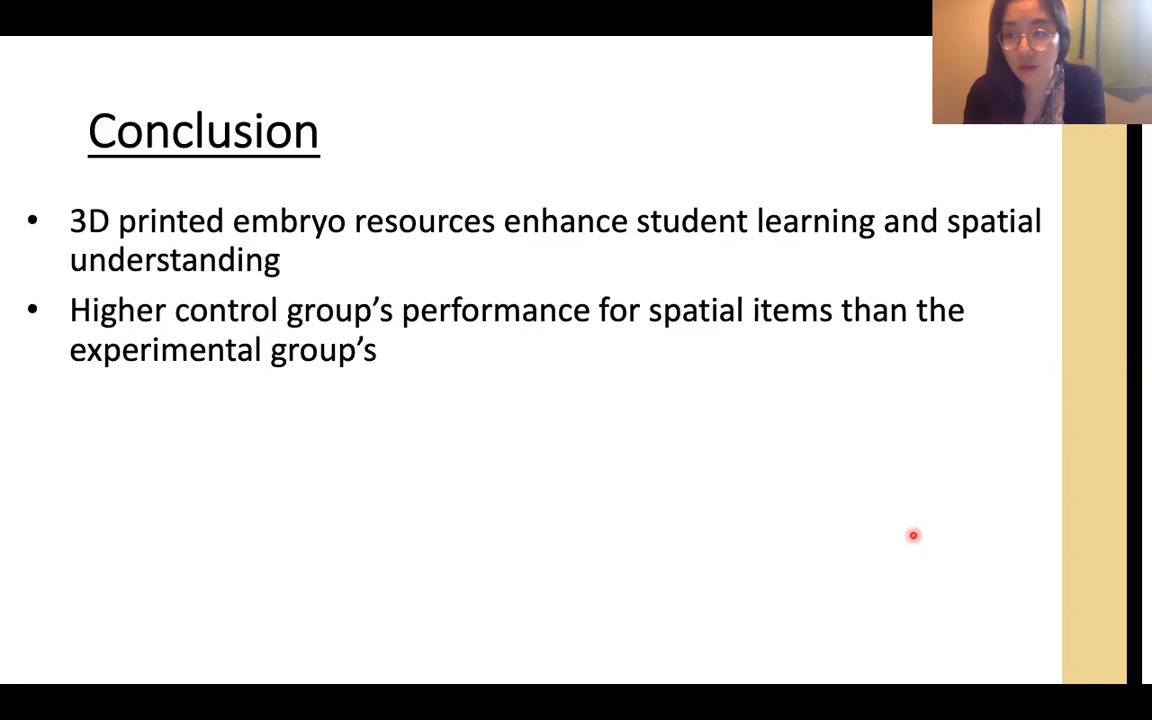 Conclusion
• 3D printed embryo resources enhance student learning and spatial
understanding
• Higher control group’s performance for spatial items than the
experimental group’s